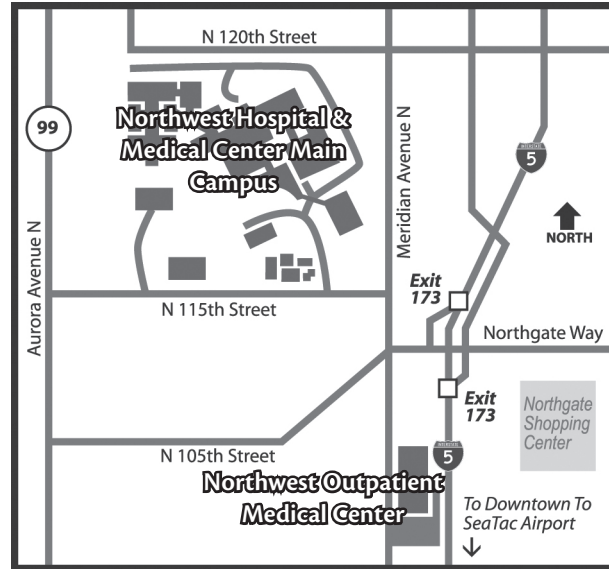 N 120th Street
99
Northwest Hospital &
Medical Center Main
Campus
Aurora Avenue N
Meridian Avenue N
5
NORTH
Exit
173
N 115th Street
Northgate Way
Exit
173
Northgate
Shopping
Center
N 105th Street
5
Northwest Outpatient
Medical Center
To Downtown To
SeaTac Airport